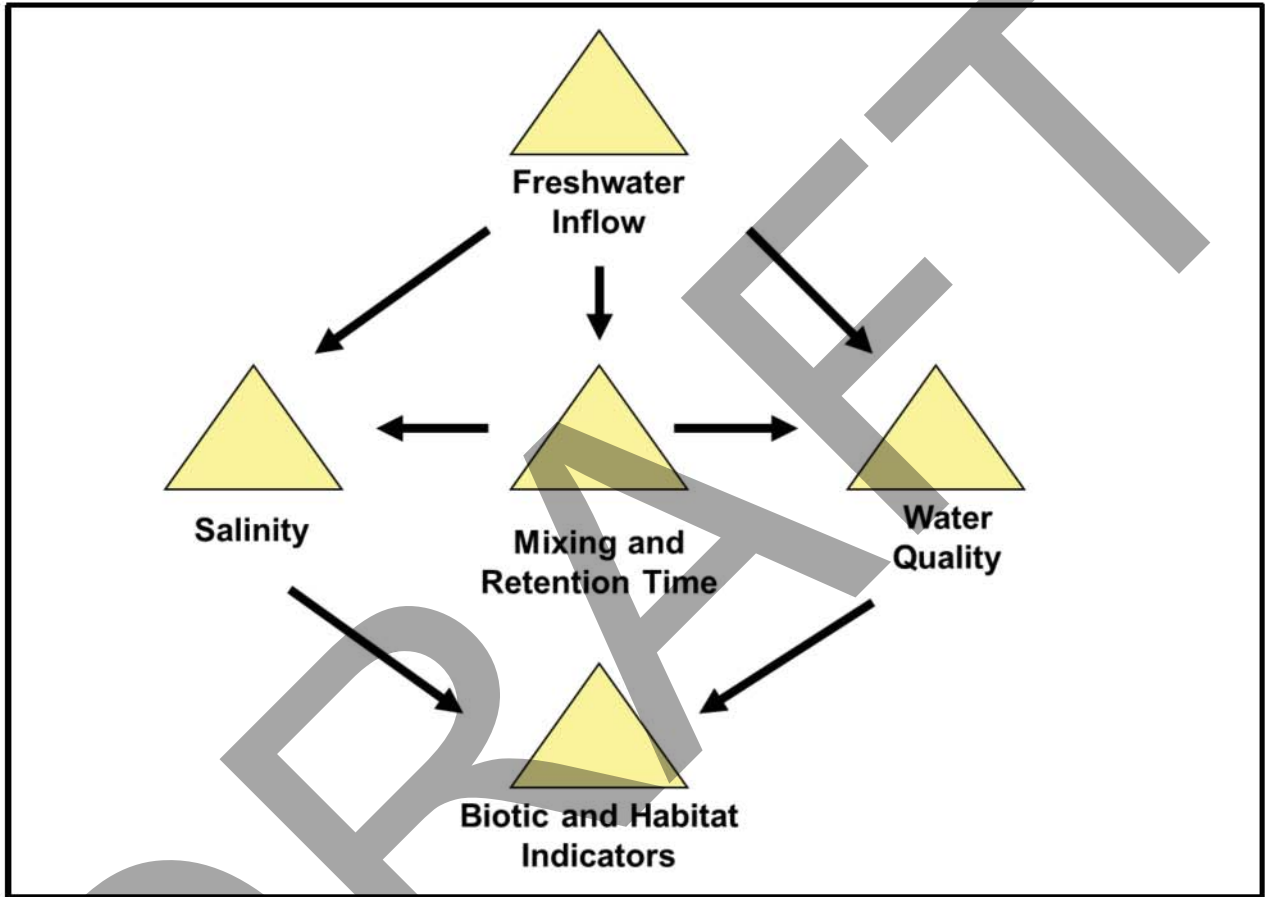 Freshwater
Inflow
Salinity
Mixing and
Retention Time
Water
Quality
Biotic and Habitat
Indicators
DRAFT